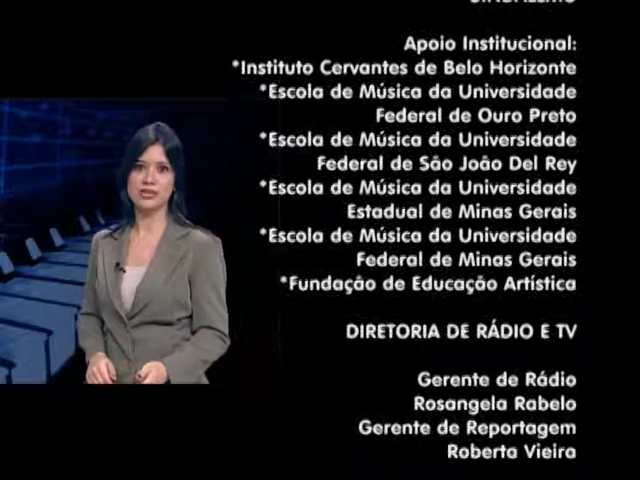 Apoio Institucional:
*Instituto Cervantes de Belo Horizonte
*Escola de Música da Universidade
Federal de Ouro Preto
*Escola de Música da Universidade
Federal de São João Del Rey
*Escola de Música da Universidade
Estadual de Minas Gerais
*Escola de Música da Universidade
Federal de Minas Gerais
*Fundação de Educação Artística
DIRETORIA DE RÁDIO E TV
Gerente de Rádio
Rosangela Rabelo
Gerente de Reportagem
Roberta Vieira